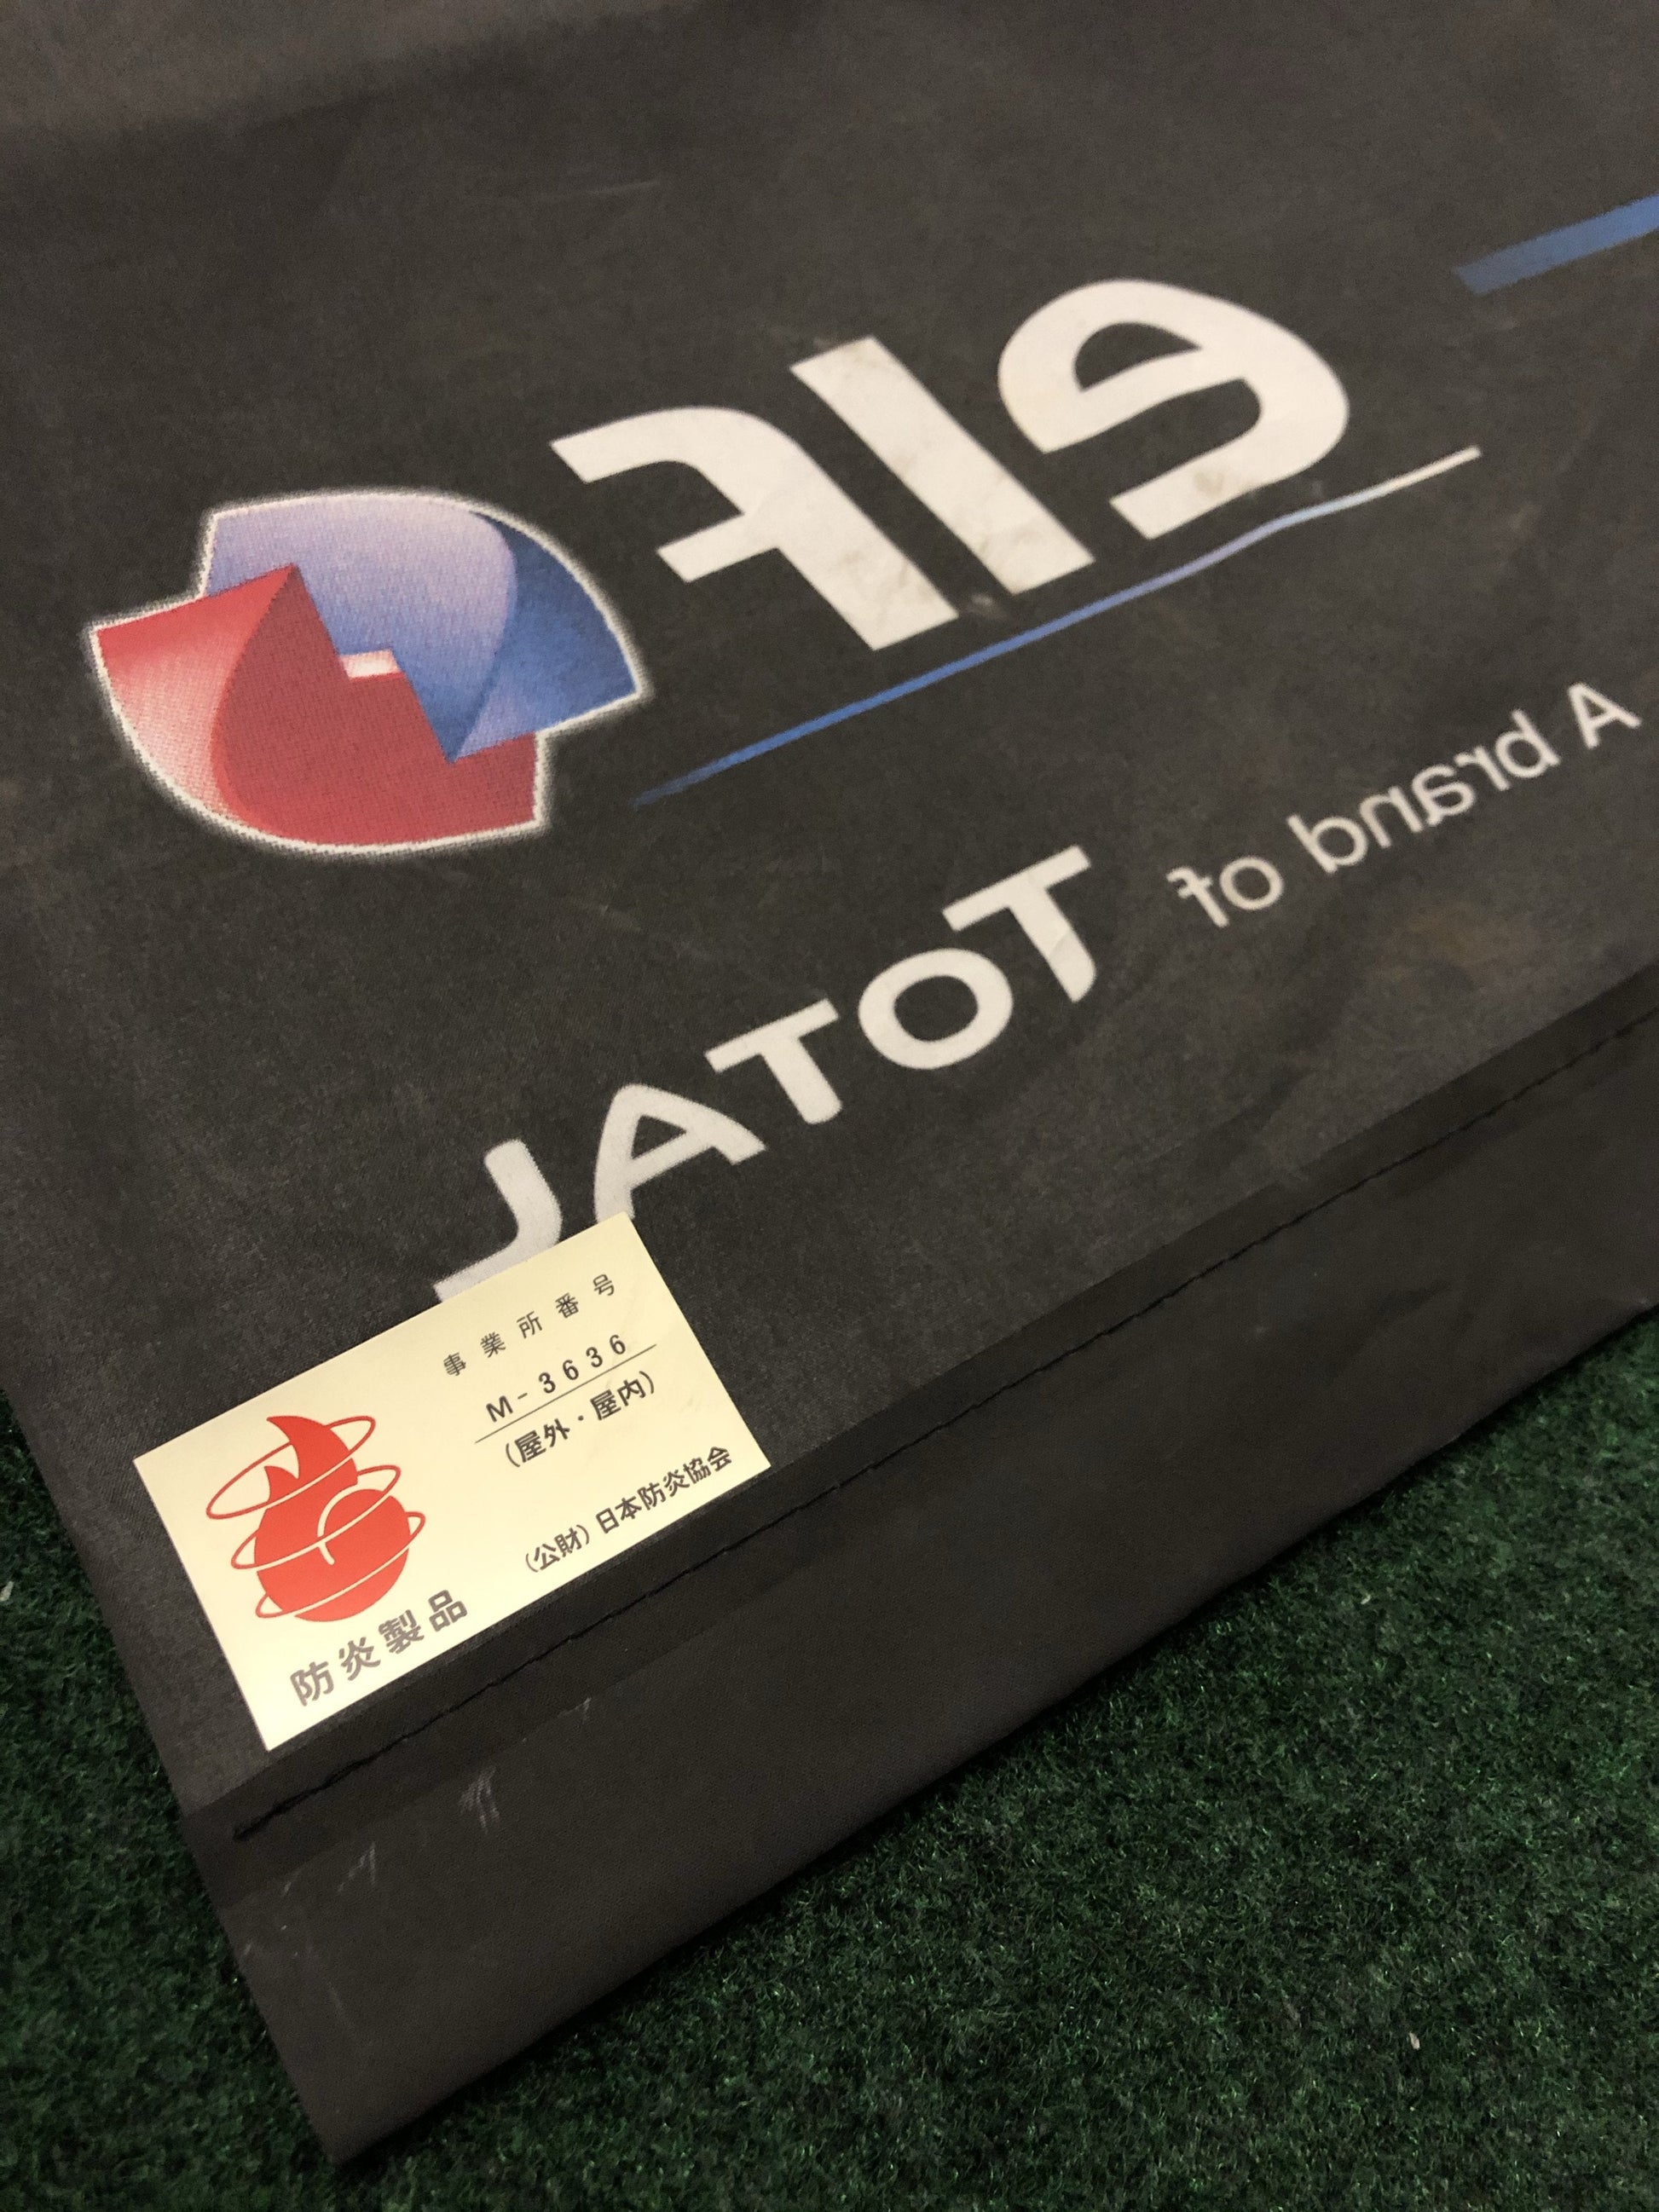 elf
A brand of TOTAL
事業所番号
M-3636
(屋外・屋内)
(公財)日本防炎協会
防炎製品